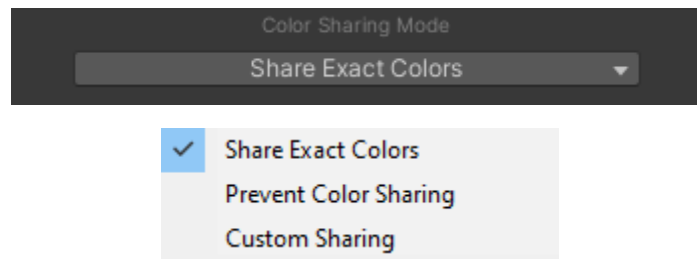 Color Sharing Mode
Share Exact Colors
Share Exact Colors
Prevent Color Sharing
Custom Sharing